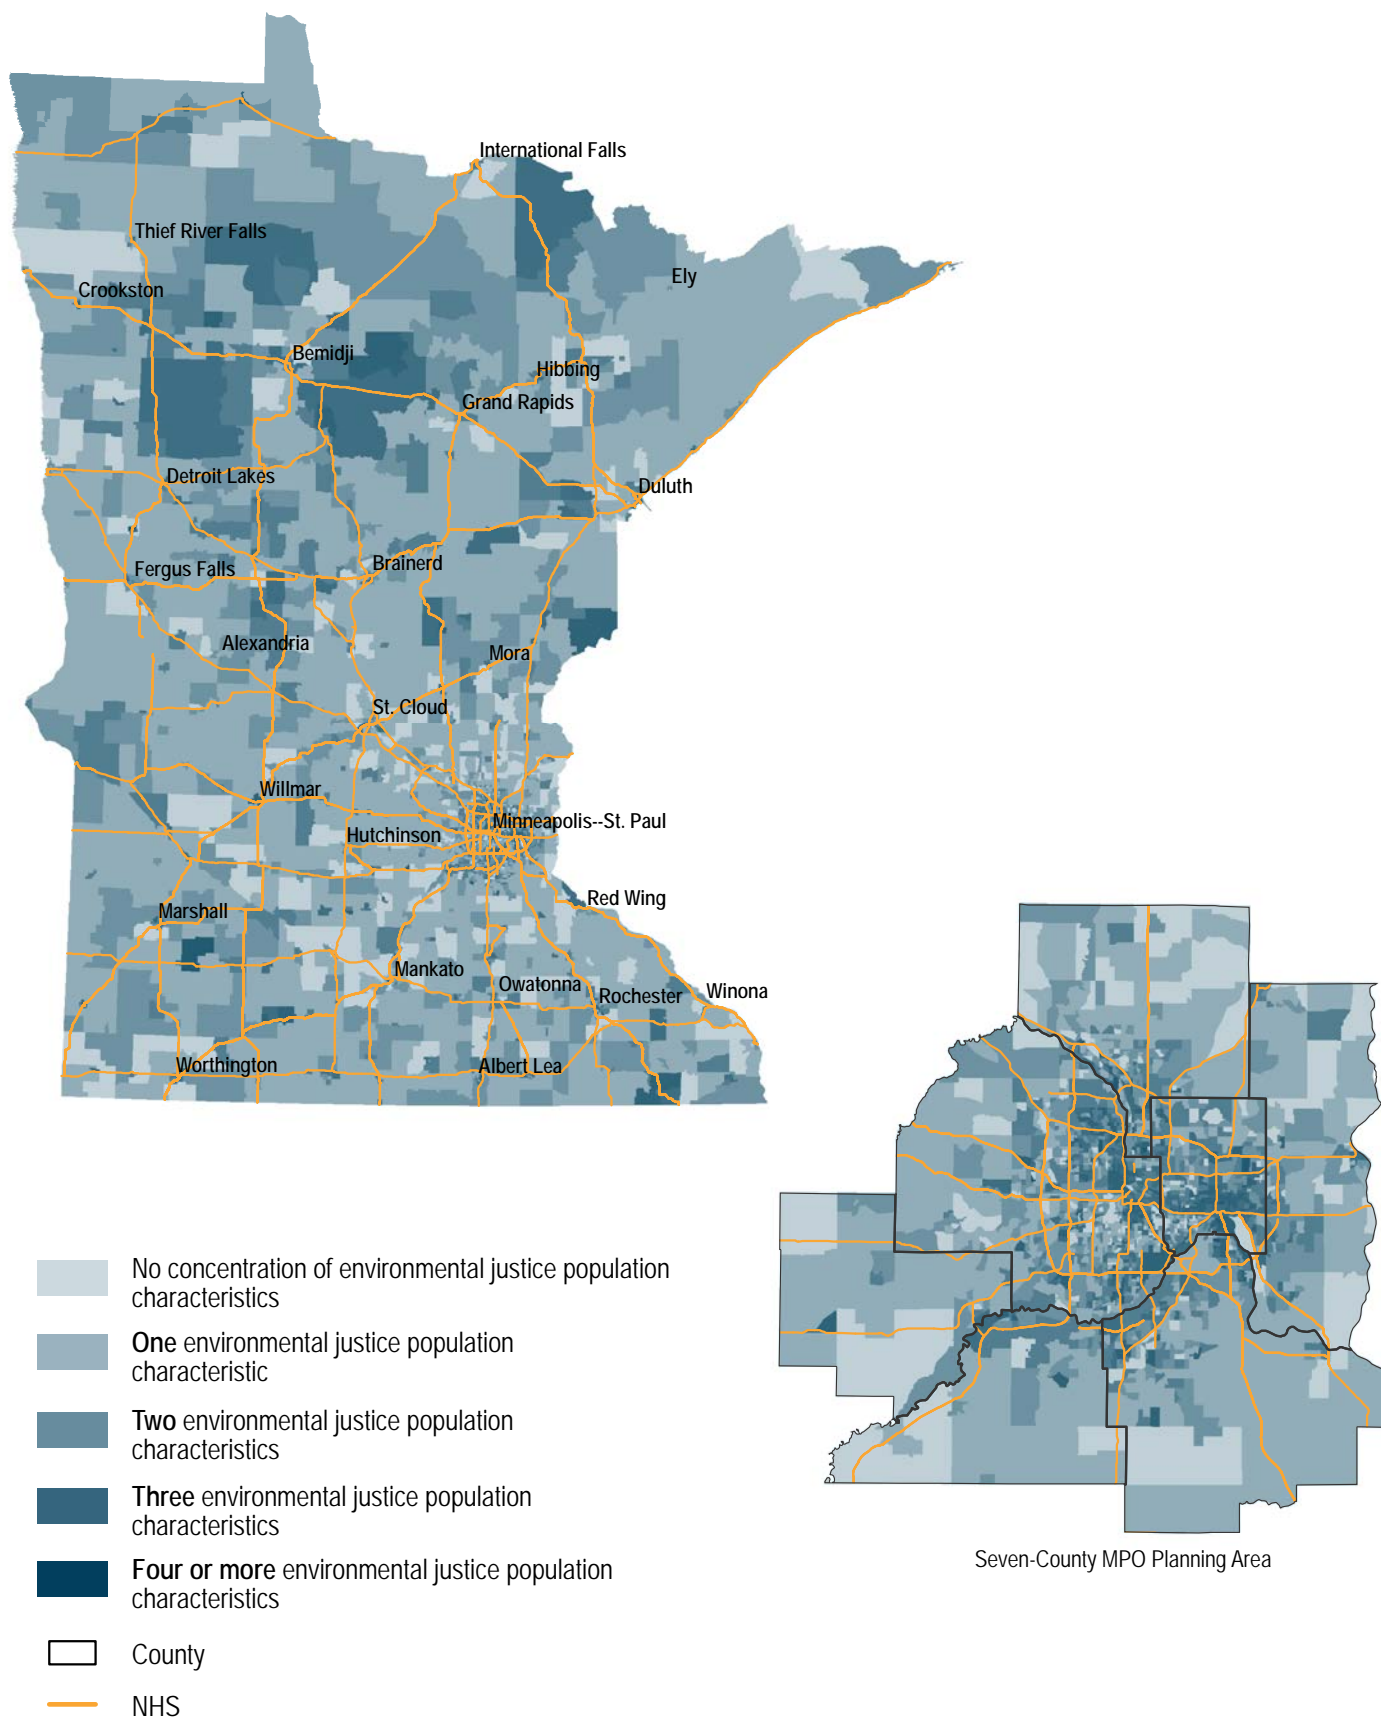 International Falls
Thief River Falls
Ely
Crookston
Bemidji
Hibbing
Grand Rapids
Detroit Lakes
Duluth
Brainerd
Fergus Falls
Alexandria
Mora
St. Cloud
Willmar
Minneapolis--St. Paul
Hutchinson
Red Wing
Marshall
Mankato
Owatonna
Rochester
Winona
Worthington
Albert Lea
No concentration of environmental justice population
characteristics
One environmental justice population
characteristic
Two environmental justice population
characteristics
Three environmental justice population
characteristics
Four or more environmental justice population
characteristics
County
NHS
Seven-County MPO Planning Area